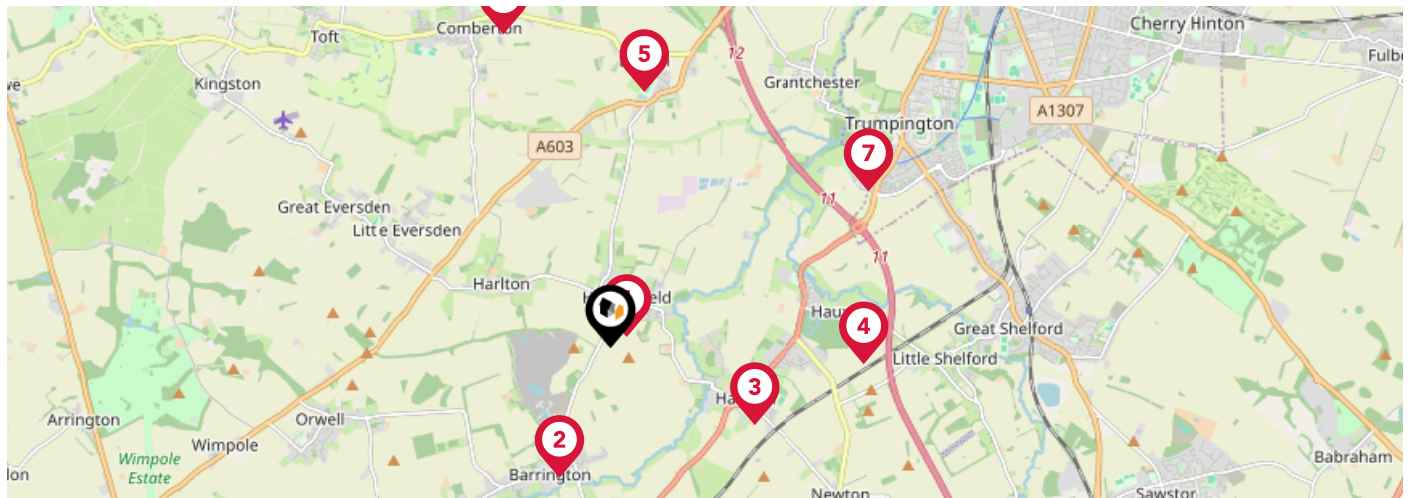 Cherry Hinton
Comberton
Toft
5
12
Kingston
Grantchester
A1307
Trumpington
A603
7
11
Great Eversden
Little Eversden
11
Harlton
4
Great Shelford
Little Shelford
3
Arrington
Orwell
2
Wimpole
Wimpole
Estate
Barrington
Babraham
Newton
Sawston